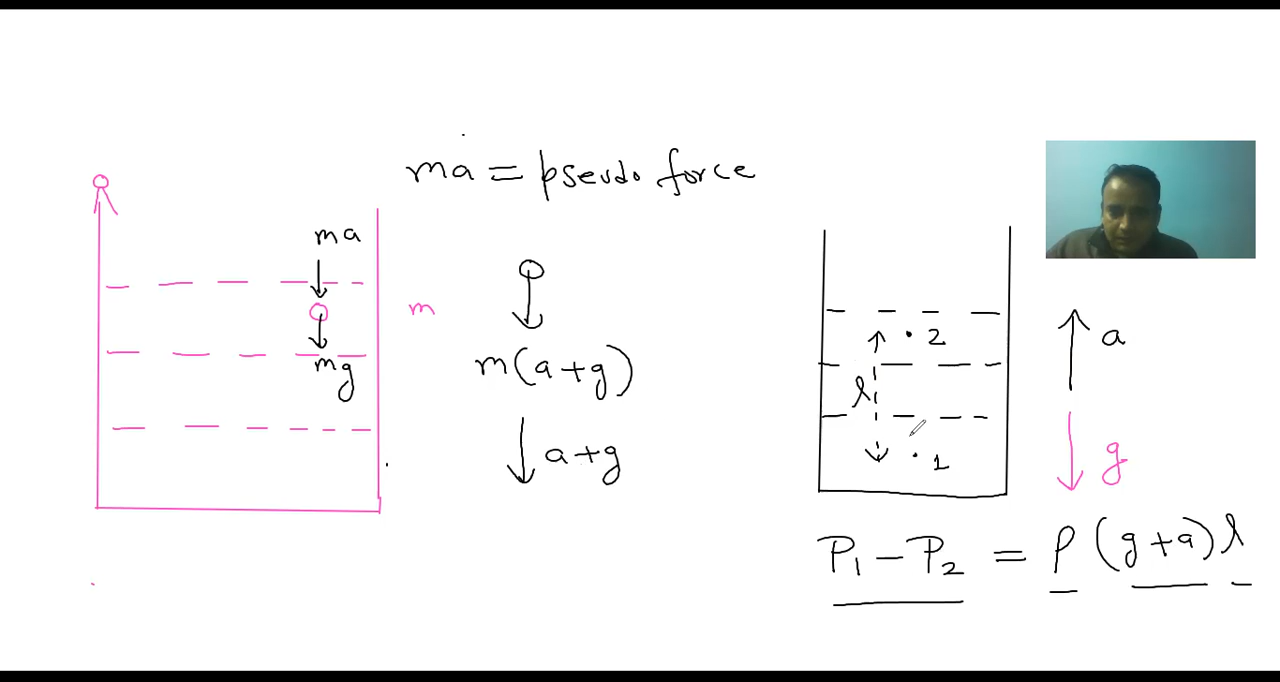 ma = pseudo force
ma
mg
m
m(a+g)
a+g
2
l
1
a
g
P₁ - P₂ = ρ (g+a) l